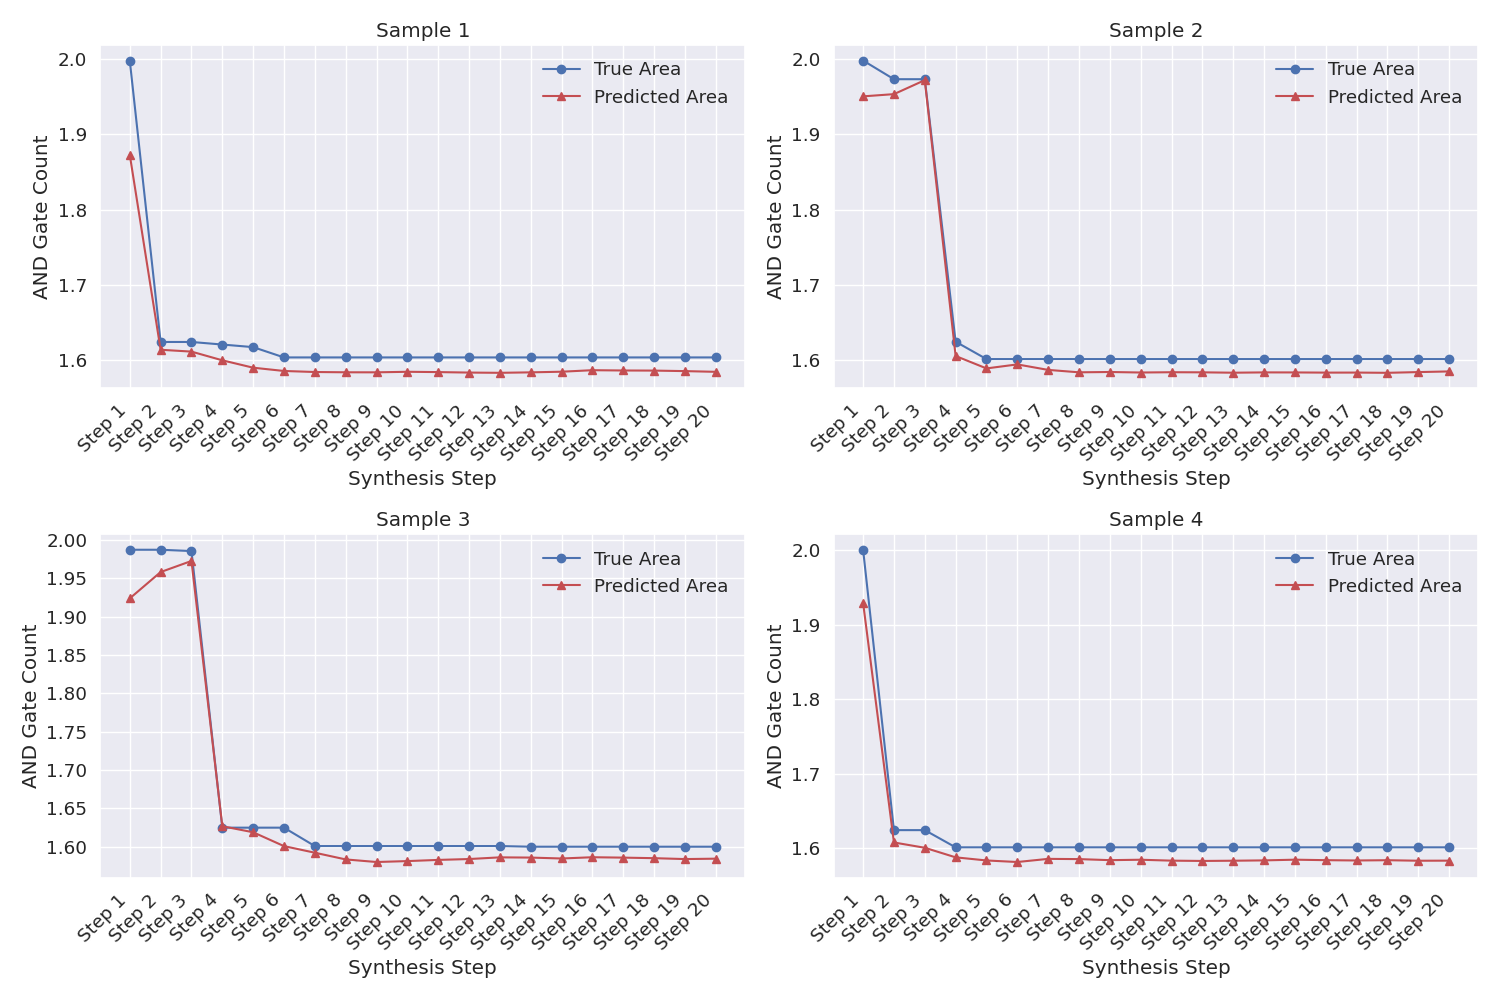 Sample 1
AND Gate Count
2.0
1.9
1.8
1.7
1.6
True Area
Predicted Area
Step 1
Step 2
Step 3
Step 4
Step 5
Step 6
Step 7
Step 8
Step 9
Step 10
Step 11
Step 12
Step 13
Step 14
Step 15
Step 16
Step 17
Step 18
Step 19
Step 20
Synthesis Step
Sample 2
AND Gate Count
2.0
1.9
1.8
1.7
1.6
True Area
Predicted Area
Step 1
Step 2
Step 3
Step 4
Step 5
Step 6
Step 7
Step 8
Step 9
Step 10
Step 11
Step 12
Step 13
Step 14
Step 15
Step 16
Step 17
Step 18
Step 19
Step 20
Synthesis Step
Sample 3
AND Gate Count
2.00
1.95
1.90
1.85
1.80
1.75
1.70
1.65
1.60
True Area
Predicted Area
Step 1
Step 2
Step 3
Step 4
Step 5
Step 6
Step 7
Step 8
Step 9
Step 10
Step 11
Step 12
Step 13
Step 14
Step 15
Step 16
Step 17
Step 18
Step 19
Step 20
Synthesis Step
Sample 4
AND Gate Count
2.0
1.9
1.8
1.7
1.6
True Area
Predicted Area
Step 1
Step 2
Step 3
Step 4
Step 5
Step 6
Step 7
Step 8
Step 9
Step 10
Step 11
Step 12
Step 13
Step 14
Step 15
Step 16
Step 17
Step 18
Step 19
Step 20
Synthesis Step